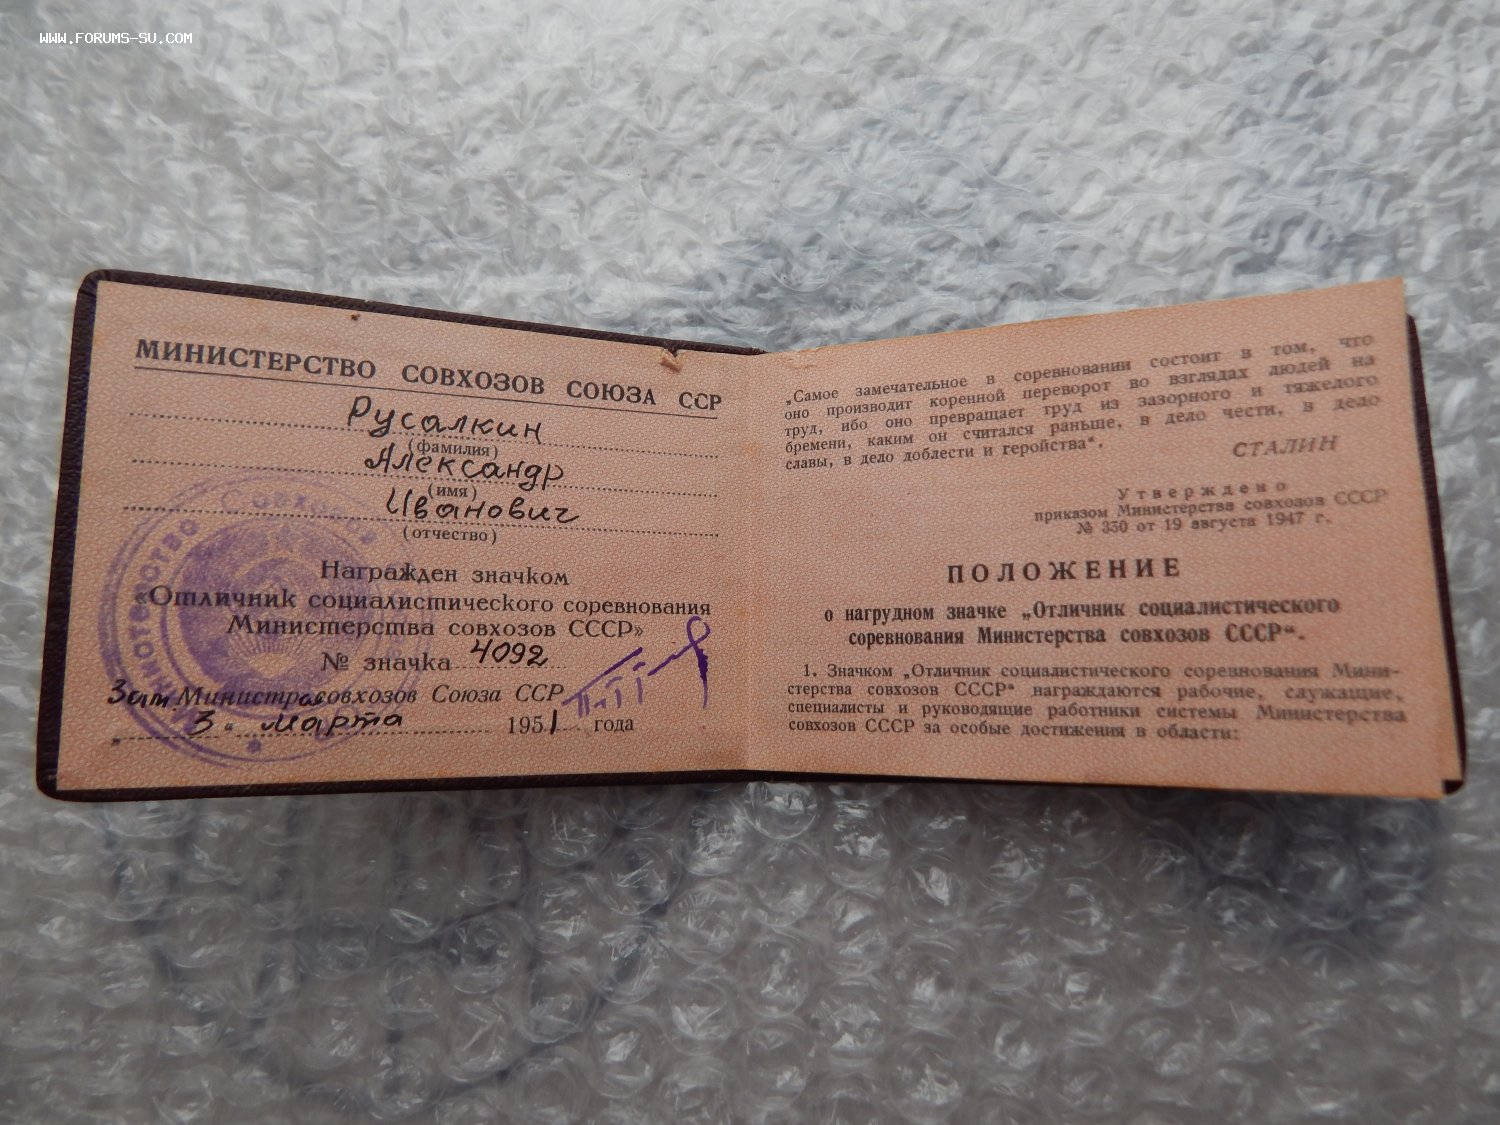 WWW.FORUMS-SU.COM
МИНИСТЕРСТВО СОВХОЗОВ СОЮЗА ССР
Русалкин
(фамилия)
Александр
(имя)
Иванович
(отчество)
Награжден значком
«Отличник социалистического соревнования
Министерства совхозов СССР»
№ значка 4092
Зам Министра совхозов Союза ССР
„3“ марта 1951 года
МИНИСТЕРСТВО СОВХОЗОВ
„Самое замечательное в соревновании состоит в том, что
оно производит коренной переворот во взглядах людей на
труд, ибо оно превращает труд из зазорного и тяжелого
бремени, каким он считался раньше, в дело чести, в дело
славы, в дело доблести и геройства“.
СТАЛИН
Утверждено
приказом Министерства совхозов СССР
№ 350 от 19 августа 1947 г.
ПОЛОЖЕНИЕ
о нагрудном значке „Отличник социалистического
соревнования Министерства совхозов СССР“.
1. Значком „Отличник социалистического соревнования Мини-
стерства совхозов СССР“ награждаются рабочие, служащие,
специалисты и руководящие работники системы Министерства
совхозов СССР за особые достижения в области: